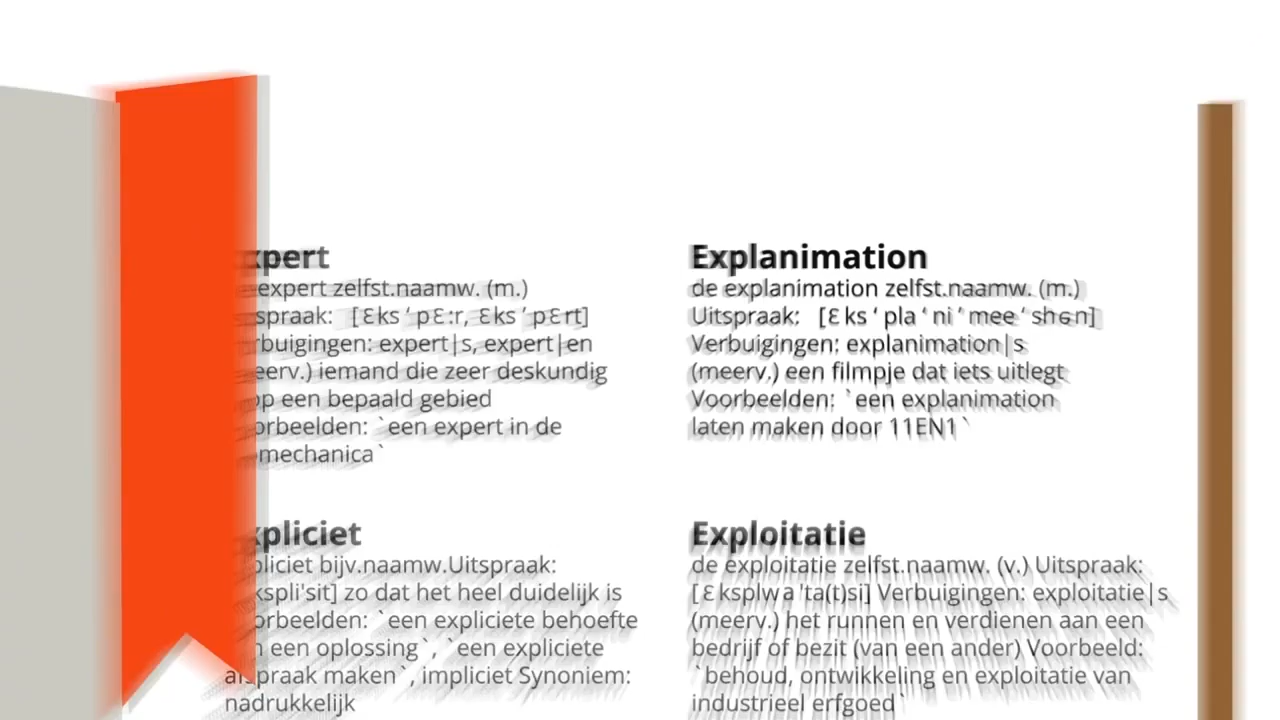 xpert
expert zelfst.naamw. (m.)
spraak: [Ɛks ‘ pƐ:r, Ɛks ‘ pƐrt]
rbuigingen: expert|s, expert|en
eerv.) iemand die zeer deskundig
op een bepaald gebied
orbeelden: `een expert in de
mechanica`
xpliciet
pliciet bijv.naamw.Uitspraak:
kspli'sit] zo dat het heel duidelijk is
orbeelden: `een expliciete behoefte
een oplossing`, `een expliciete
afspraak maken`, impliciet Synoniem:
nadrukkelijk
Explanimation
de explanimation zelfst.naamw. (m.)
Uitspraak: [Ɛks ‘ pla ‘ ni ‘ mee ‘ shən]
Verbuigingen: explanimation|s
(meerv.) een filmpje dat iets uitlegt
Voorbeelden: `een explanimation
laten maken door 11EN1`
Exploitatie
de exploitatie zelfst.naamw. (v.) Uitspraak:
[Ɛksplwa'ta(t)si] Verbuigingen: exploitatie|s
(meerv.) het runnen en verdienen aan een
bedrijf of bezit (van een ander) Voorbeeld:
`behoud, ontwikkeling en exploitatie van
industrieel erfgoed`